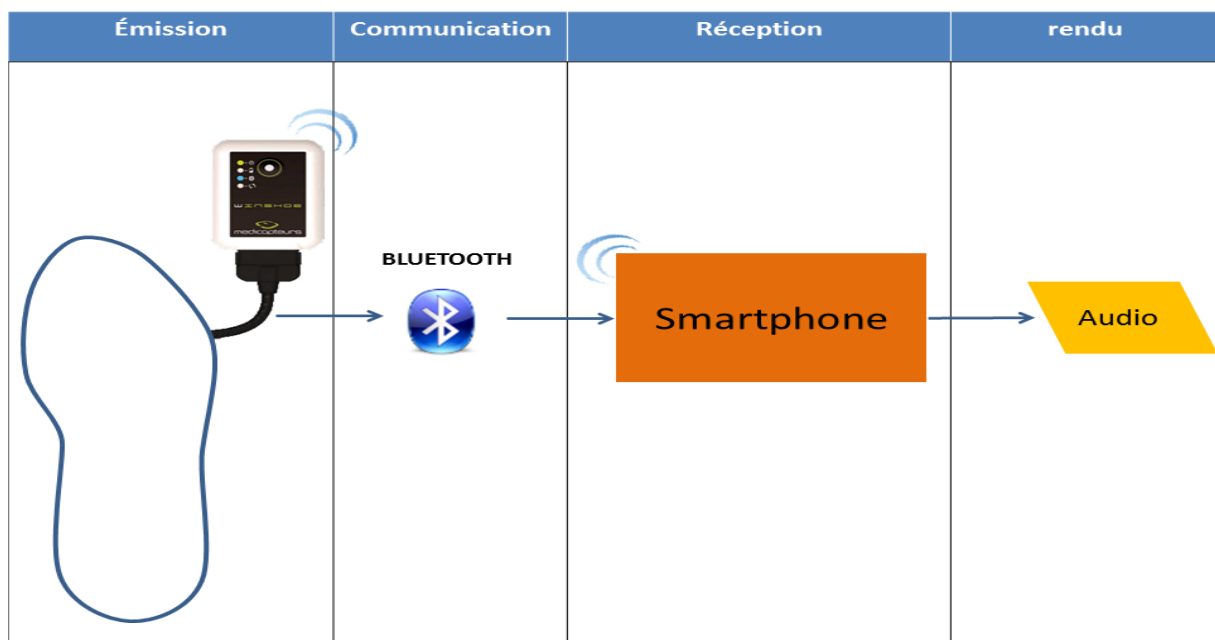 Émission
Communication
Réception
rendu
medicapteurs
BLUETOOTH
Smartphone
Audio